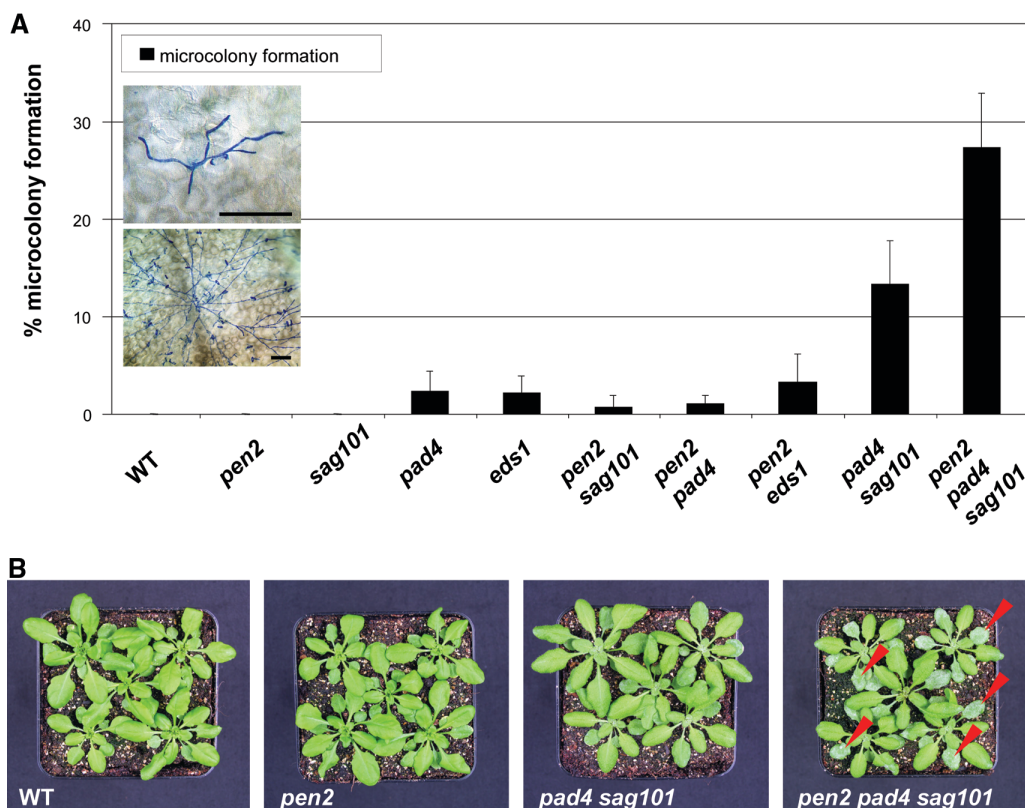 A
40
microcolony formation
30
20
10
0
% microcolony formation
WT
pen2
sag101
pad4
eds1
pen2
sag101
pen2
pad4
pen2
eds1
pad4
sag101
pen2
pad4
sag101
B
WT
pen2
pad4 sag101
pen2 pad4 sag101